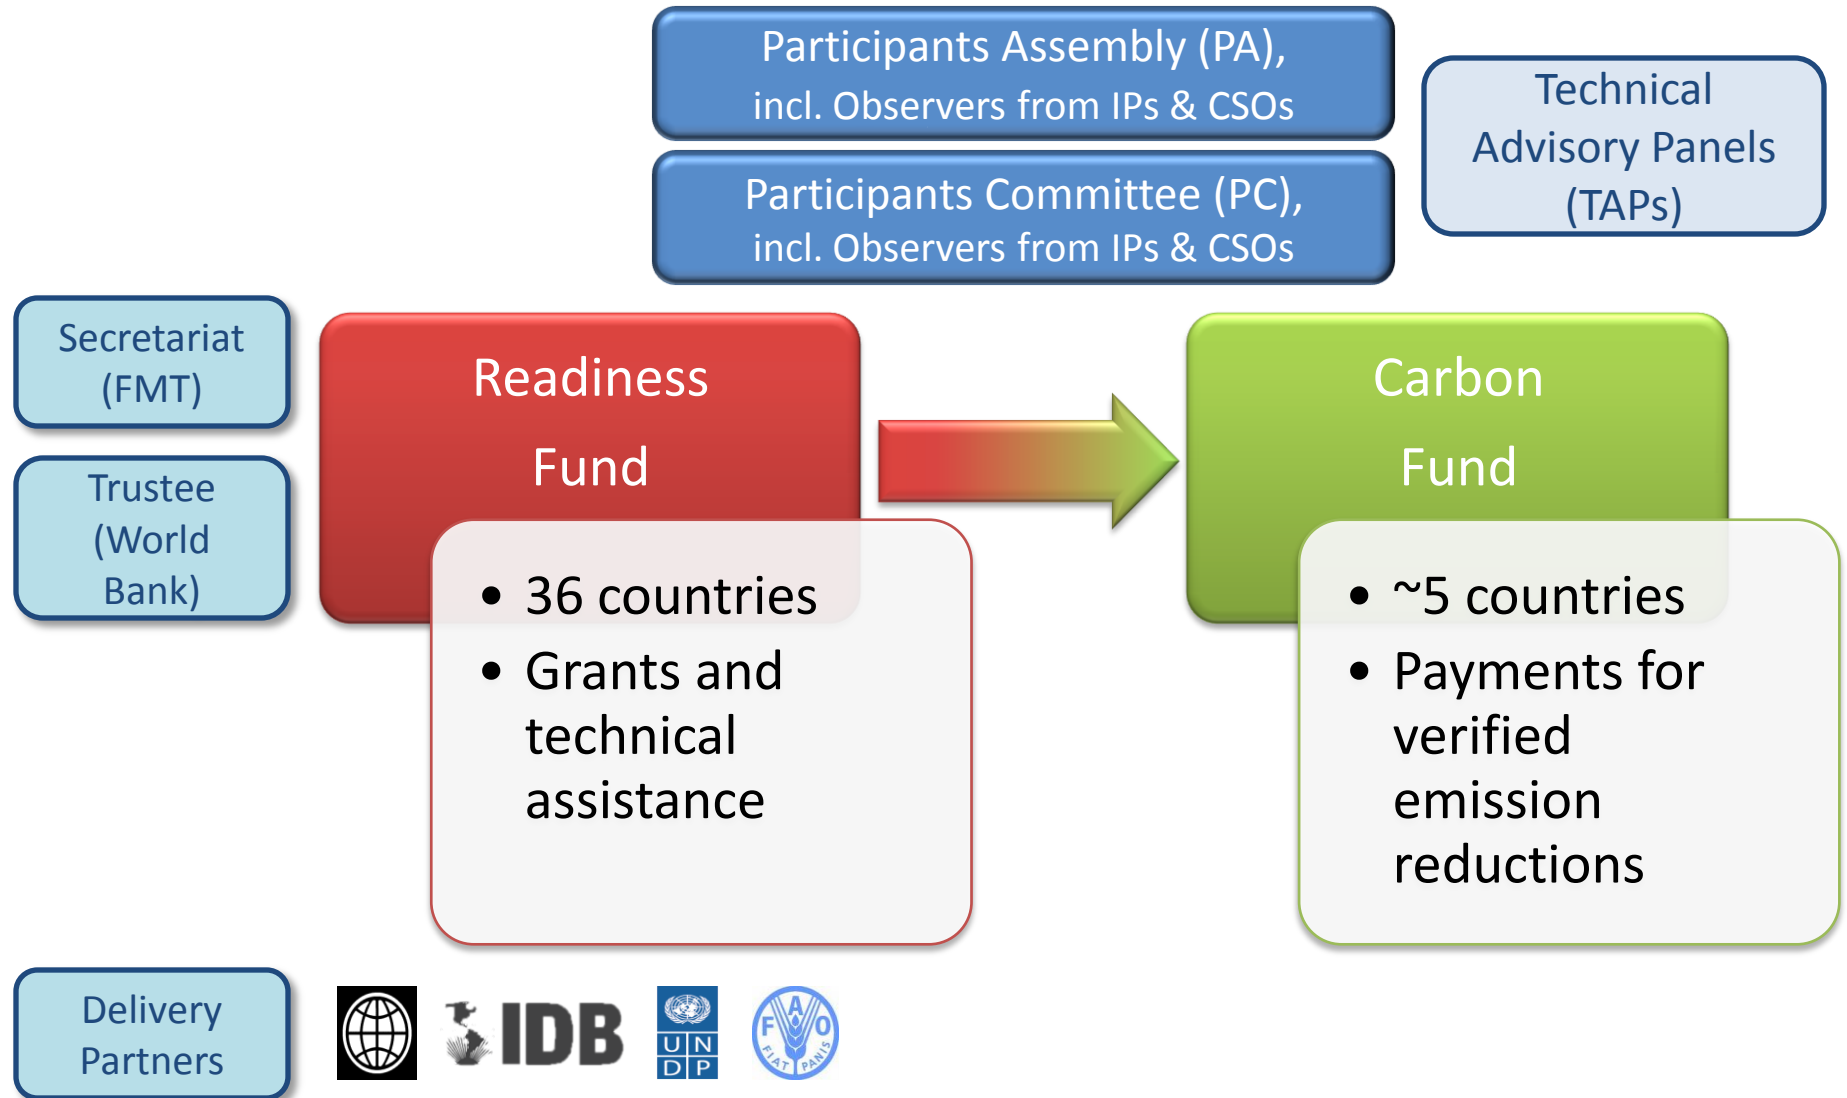 Participants Assembly (PA),
incl. Observers from IPs & CSOs
Technical
Advisory Panels
(TAPs)
Participants Committee (PC),
incl. Observers from IPs & CSOs
Secretariat
(FMT)
Trustee
(World
Bank)
Readiness
Fund
• 36 countries
• Grants and
technical
assistance
Carbon
Fund
• ~5 countries
• Payments for
verified
emission
reductions
Delivery
Partners
IDB
U N
D P
F A O
FIAT PANIS